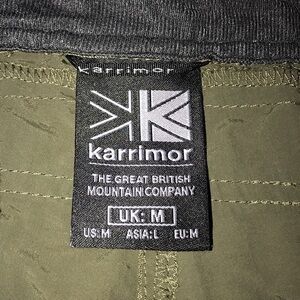 karrimor
karrimor
THE GREAT BRITISH
MOUNTAIN COMPANY
UK: M
US: M ASIA: L EU: M